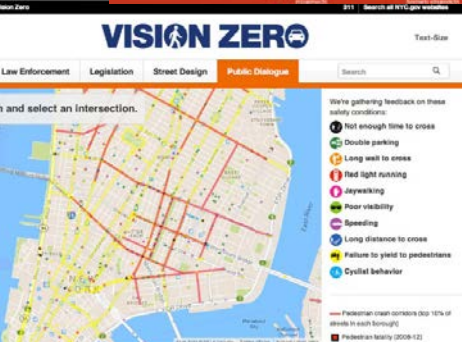 Vision Zero
311 Search all NYC.gov websites
VISION ZERO
Text-Size
Law Enforcement Legislation Street Design Public Dialogue
Search
and select an intersection.
We're gathering feedback on these
safety conditions:
Not enough time to cross
Double parking
Long wait to cross
Red light running
Jaywalking
Poor visibility
Speeding
Long distance to cross
Failure to yield to pedestrians
Cyclist behavior
NEW
YORK
East River
Pedestrian crash corridors (top 10% of
streets in each borough)
Pedestrian fatality (2008-12)